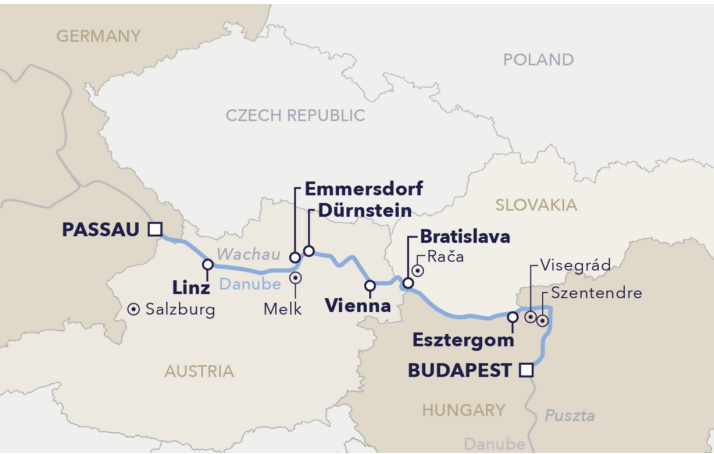 GERMANY
POLAND
CZECH REPUBLIC
Emmersdorf
Dürnstein
SLOVAKIA
PASSAU
Wachau
Bratislava
Rača
Visegrád
Linz
Danube
Szentendre
Salzburg
Melk
Vienna
Esztergom
AUSTRIA
BUDAPEST
HUNGARY
Puszta
Danube